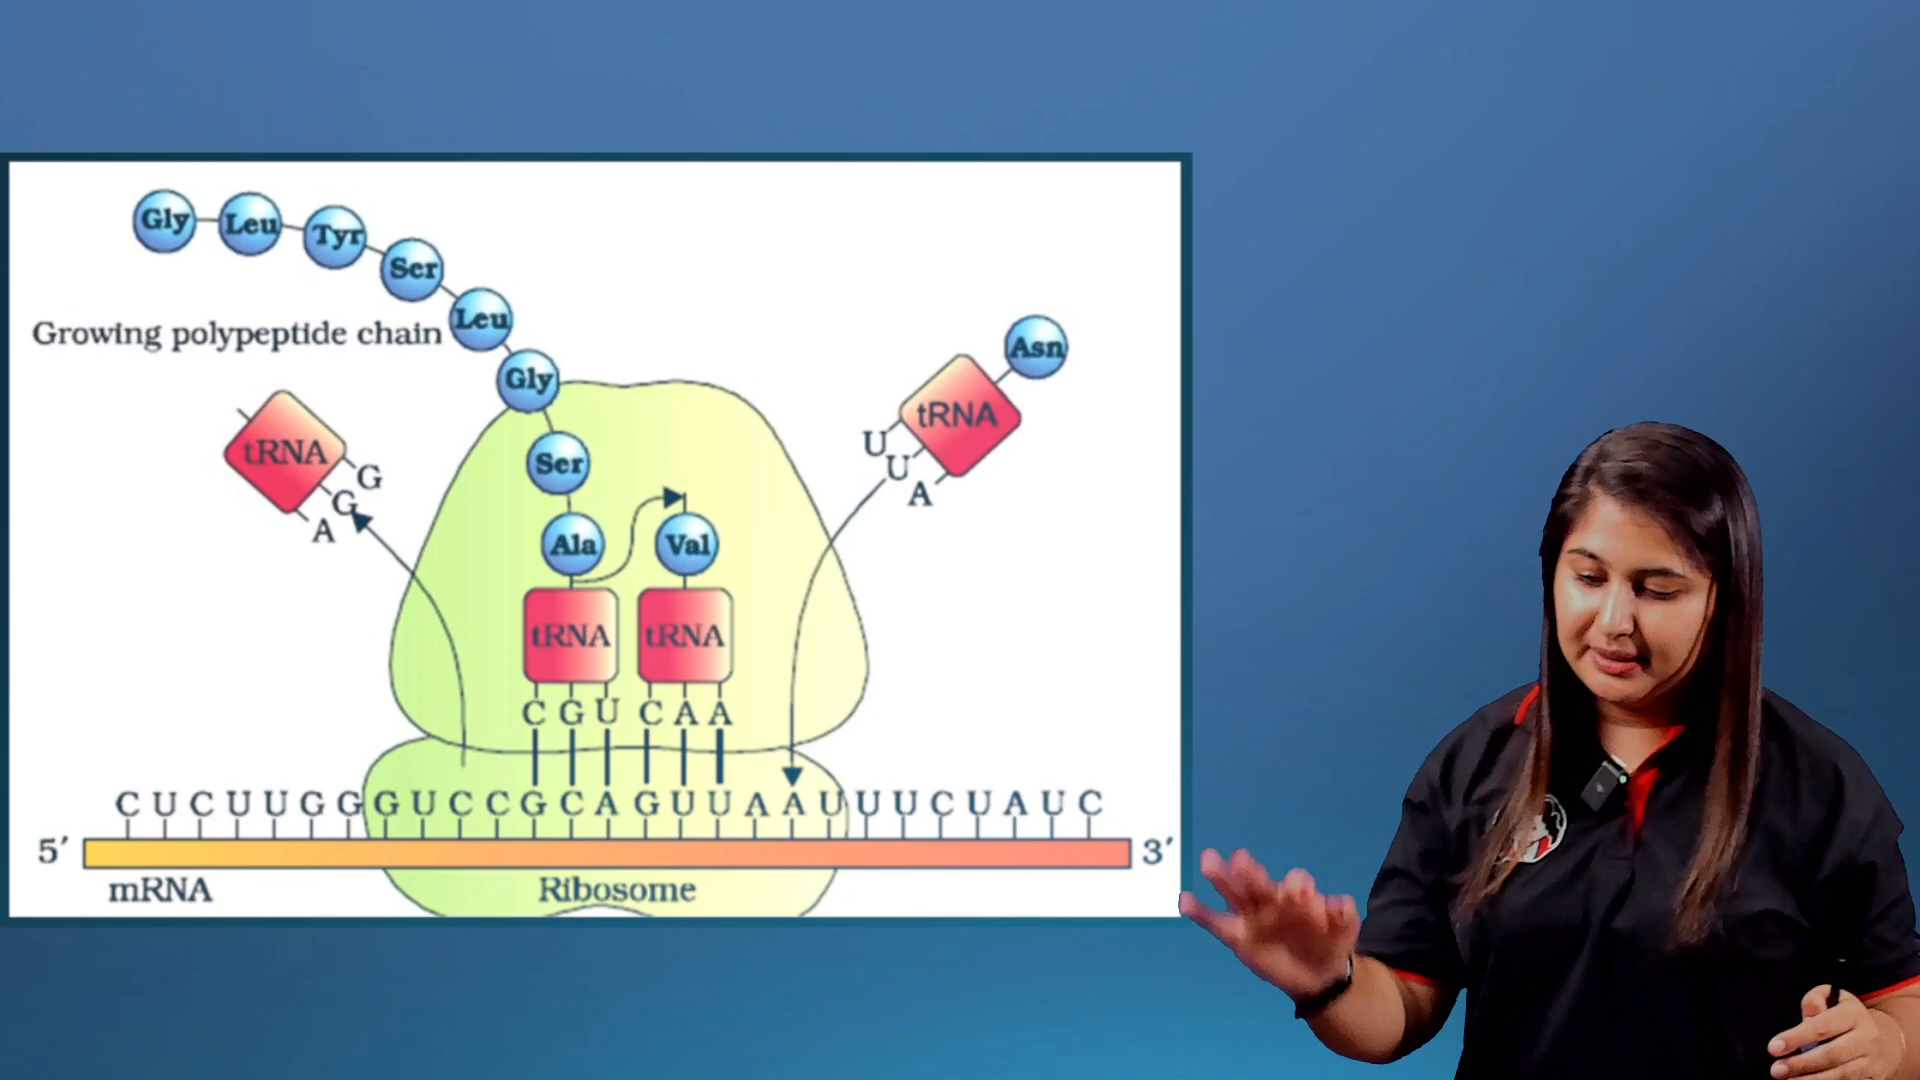 Gly Leu Tyr Ser Leu Gly Ser Ala Val
Growing polypeptide chain
Asn
tRNA
U U A
tRNA
A G G
tRNA tRNA
C G U C A A
C U C U U G G G U C C G C A G U U A A U U U C U A U C
5′ 3′
mRNA Ribosome